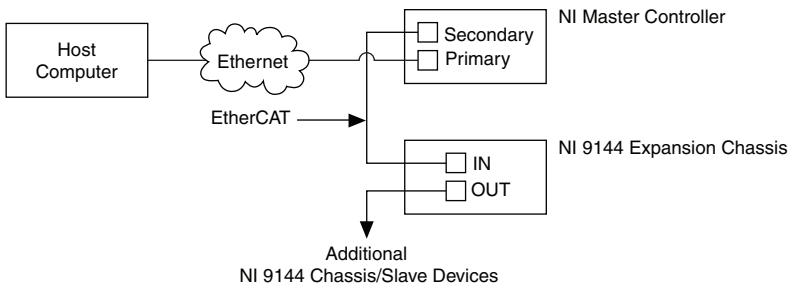 NI Master Controller
Host
Computer
Ethernet
Secondary
Primary
EtherCAT
NI 9144 Expansion Chassis
IN
OUT
Additional
NI 9144 Chassis/Slave Devices